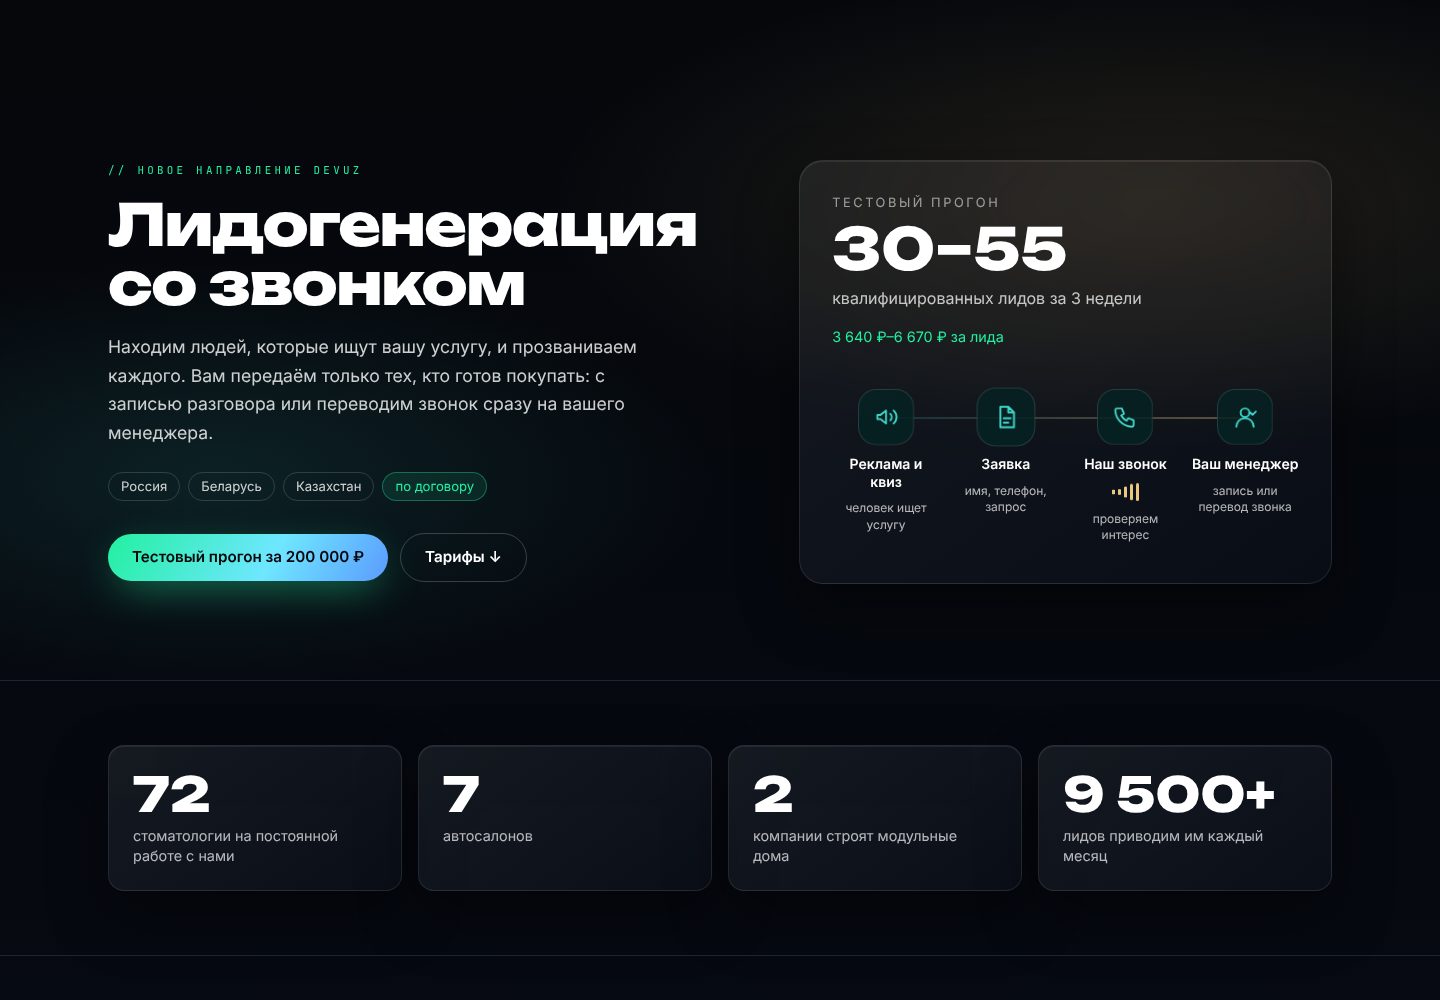 // НОВОЕ НАПРАВЛЕНИЕ DEVUZ
Лидогенерация
со звонком
Находим людей, которые ищут вашу услугу, и прозваниваем
каждого. Вам передаём только тех, кто готов покупать: с
записью разговора или переводим звонок сразу на вашего
менеджера.
Россия
Беларусь
Казахстан
по договору
Тестовый прогон за 200 000 ₽
Тарифы ↓
ТЕСТОВЫЙ ПРОГОН
30–55
квалифицированных лидов за 3 недели
3 640 ₽–6 670 ₽ за лида
Реклама и
квиз
человек ищет
услугу
Заявка
имя, телефон,
запрос
Наш звонок
проверяем
интерес
Ваш менеджер
запись или
перевод звонка
72
стоматологии на постоянной
работе с нами
7
автосалонов
2
компании строят модульные
дома
9 500+
лидов приводим им каждый
месяц